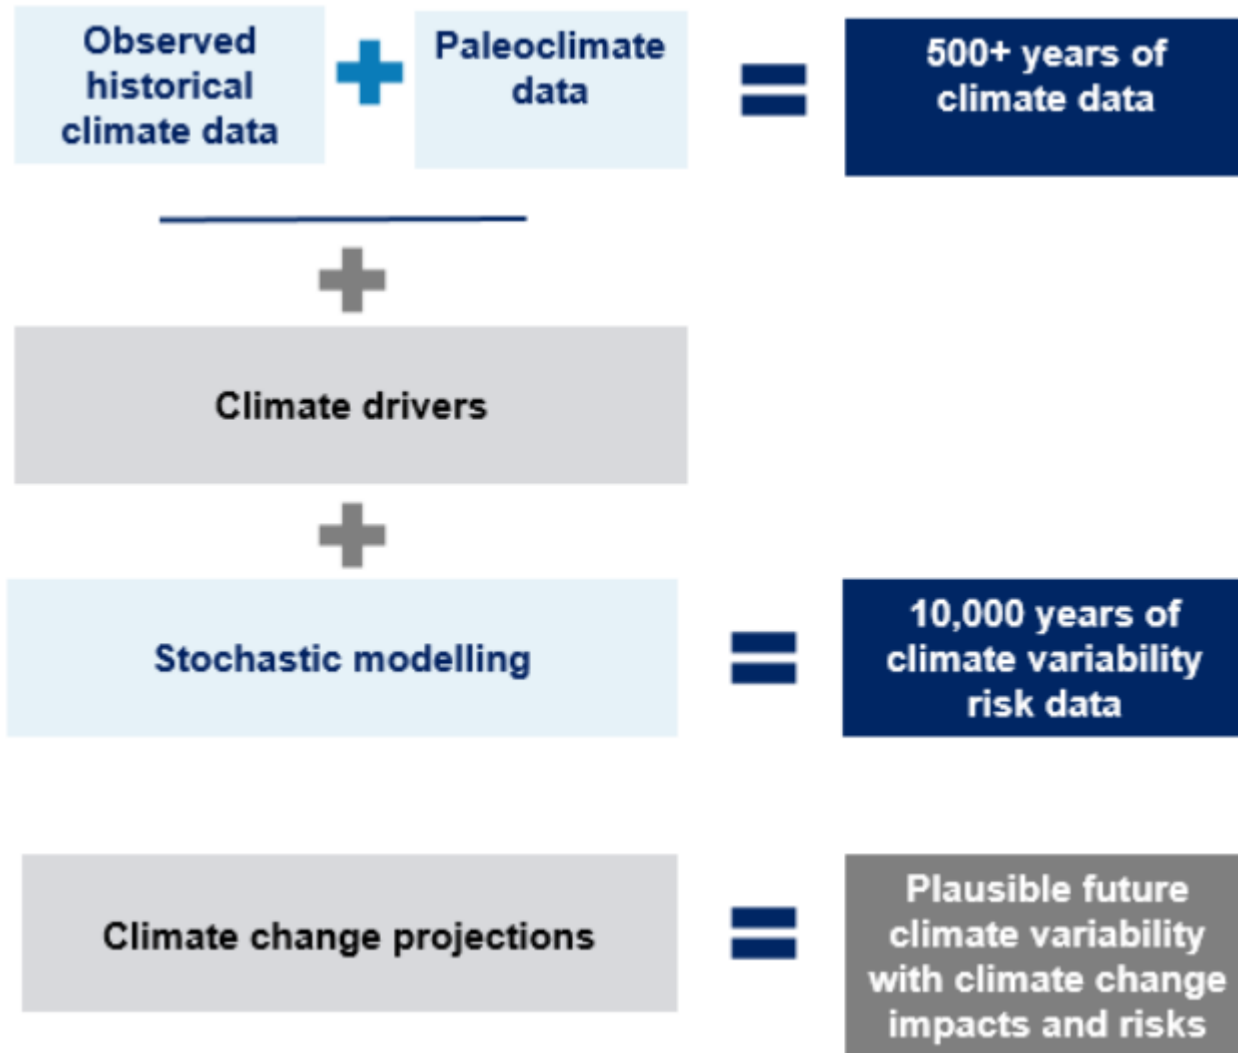 Observed
historical
climate data
Paleoclimate
data
500+ years of
climate data
Climate drivers
Stochastic modelling
10,000 years of
climate variability
risk data
Climate change projections
Plausible future
climate variability
with climate change
impacts and risks